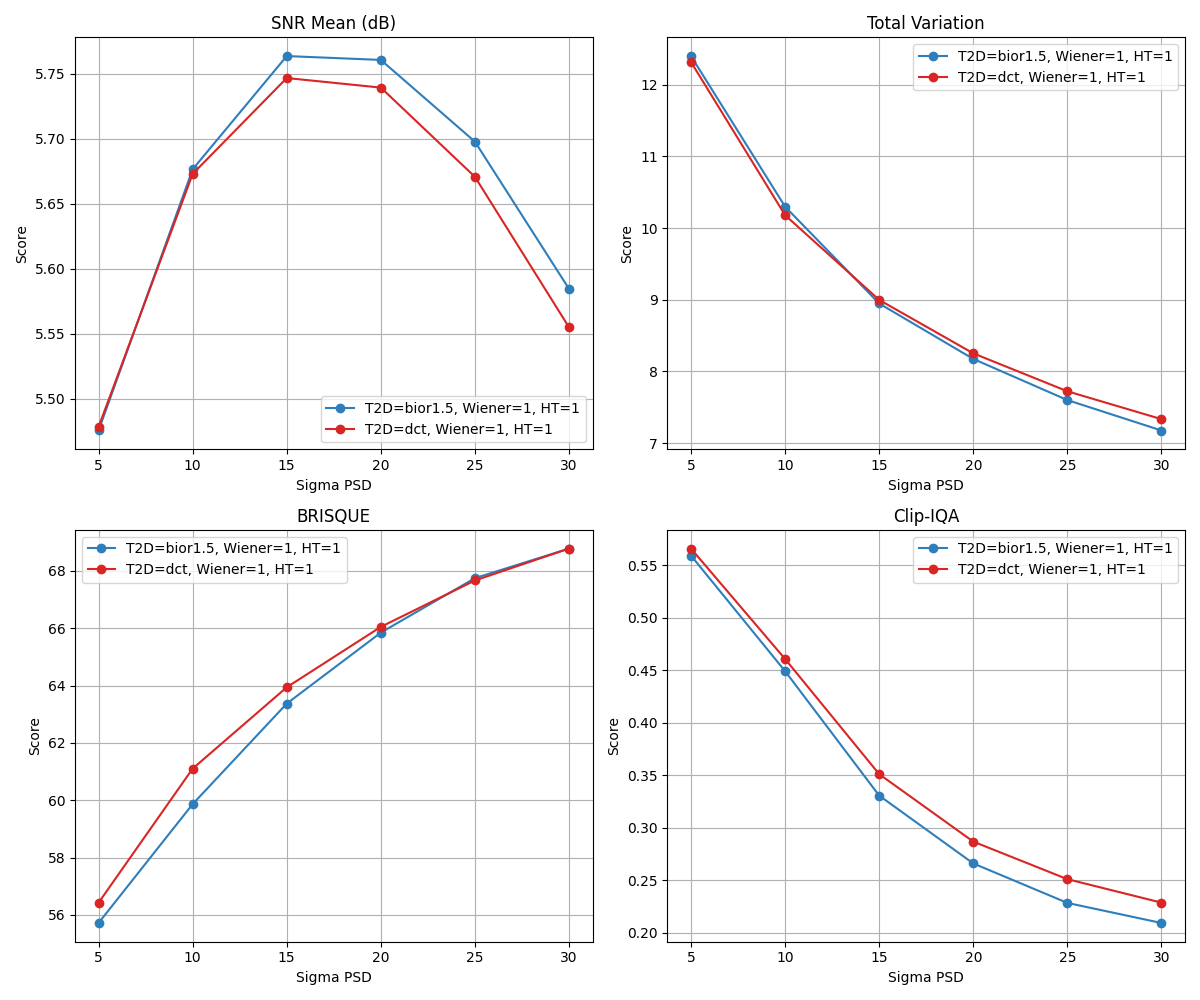 SNR Mean (dB)
5.75
5.70
5.65
5.60
5.55
5.50
Score
T2D=bior1.5, Wiener=1, HT=1
T2D=dct, Wiener=1, HT=1
5 10 15 20 25 30
Sigma PSD
Total Variation
12
11
10
9
8
7
Score
T2D=bior1.5, Wiener=1, HT=1
T2D=dct, Wiener=1, HT=1
5 10 15 20 25 30
Sigma PSD
BRISQUE
68
66
64
62
60
58
56
Score
T2D=bior1.5, Wiener=1, HT=1
T2D=dct, Wiener=1, HT=1
5 10 15 20 25 30
Sigma PSD
Clip-IQA
0.55
0.50
0.45
0.40
0.35
0.30
0.25
0.20
Score
T2D=bior1.5, Wiener=1, HT=1
T2D=dct, Wiener=1, HT=1
5 10 15 20 25 30
Sigma PSD